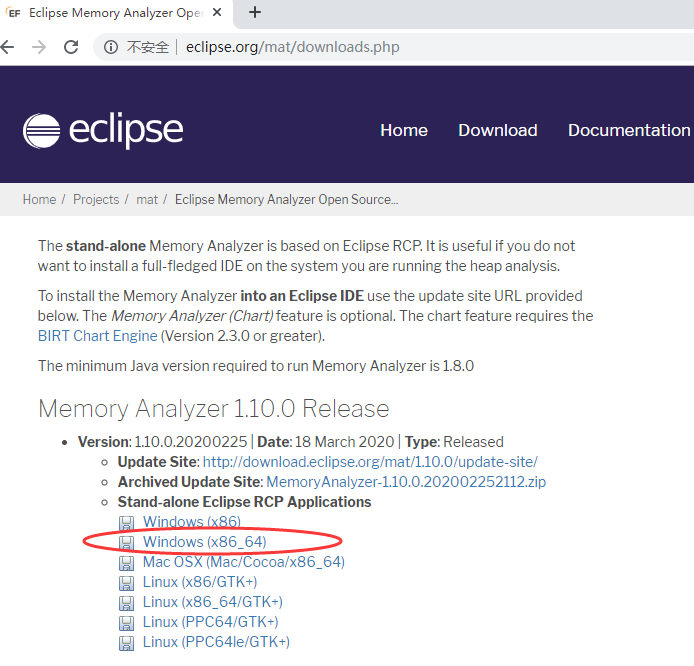 Eclipse Memory Analyzer Ope
不安全 | eclipse.org/mat/downloads.php
eclipse
Home Download Documentation
Home / Projects / mat / Eclipse Memory Analyzer Open Source...
The stand-alone Memory Analyzer is based on Eclipse RCP. It is useful if you do not
want to install a full-fledged IDE on the system you are running the heap analysis.
To install the Memory Analyzer into an Eclipse IDE use the update site URL provided
below. The Memory Analyzer (Chart) feature is optional. The chart feature requires the
BIRT Chart Engine (Version 2.3.0 or greater).
The minimum Java version required to run Memory Analyzer is 1.8.0
Memory Analyzer 1.10.0 Release
Version: 1.10.0.20200225 | Date: 18 March 2020 | Type: Released
Update Site: http://download.eclipse.org/mat/1.10.0/update-site/
Archived Update Site: MemoryAnalyzer-1.10.0.202002252112.zip
Stand-alone Eclipse RCP Applications
Windows (x86)
Windows (x86_64)
Mac OSX (Mac/Cocoa/x86_64)
Linux (x86/GTK+)
Linux (x86_64/GTK+)
Linux (PPC64/GTK+)
Linux (PPC64le/GTK+)